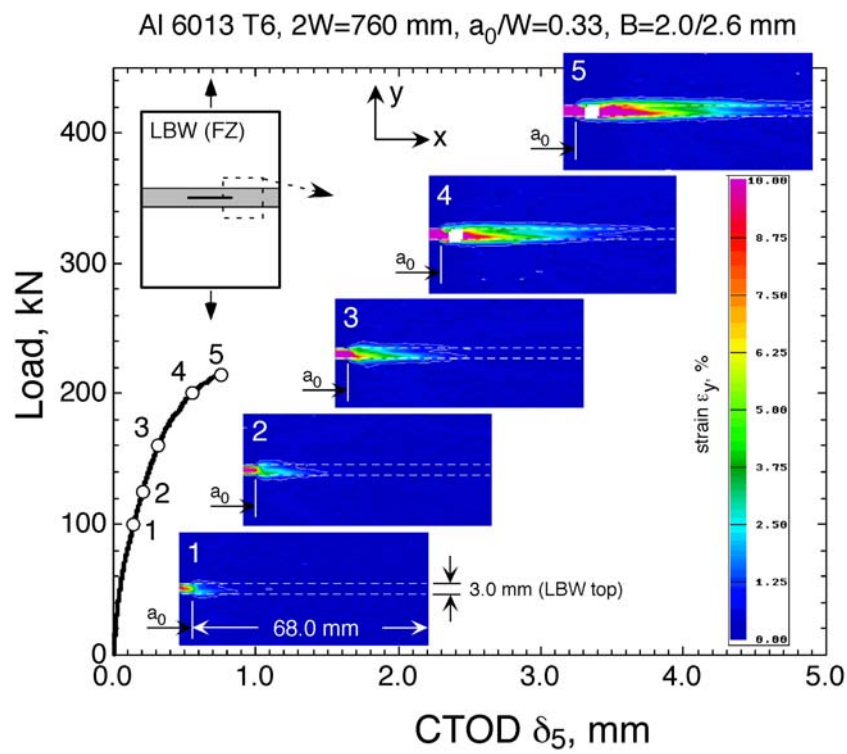 Al 6013 T6, 2W=760 mm, a₀/W=0.33, B=2.0/2.6 mm
Load, kN
400
300
200
100
0
0.0
1.0
2.0
3.0
4.0
5.0
CTOD δ₅, mm
LBW (FZ)
y
x
1
2
3
4
5
5
a₀
4
a₀
3
a₀
2
a₀
1
a₀
68.0 mm
3.0 mm (LBW top)
strain εy, %
10.00
8.75
7.50
6.25
5.00
3.75
2.50
1.25
0.00